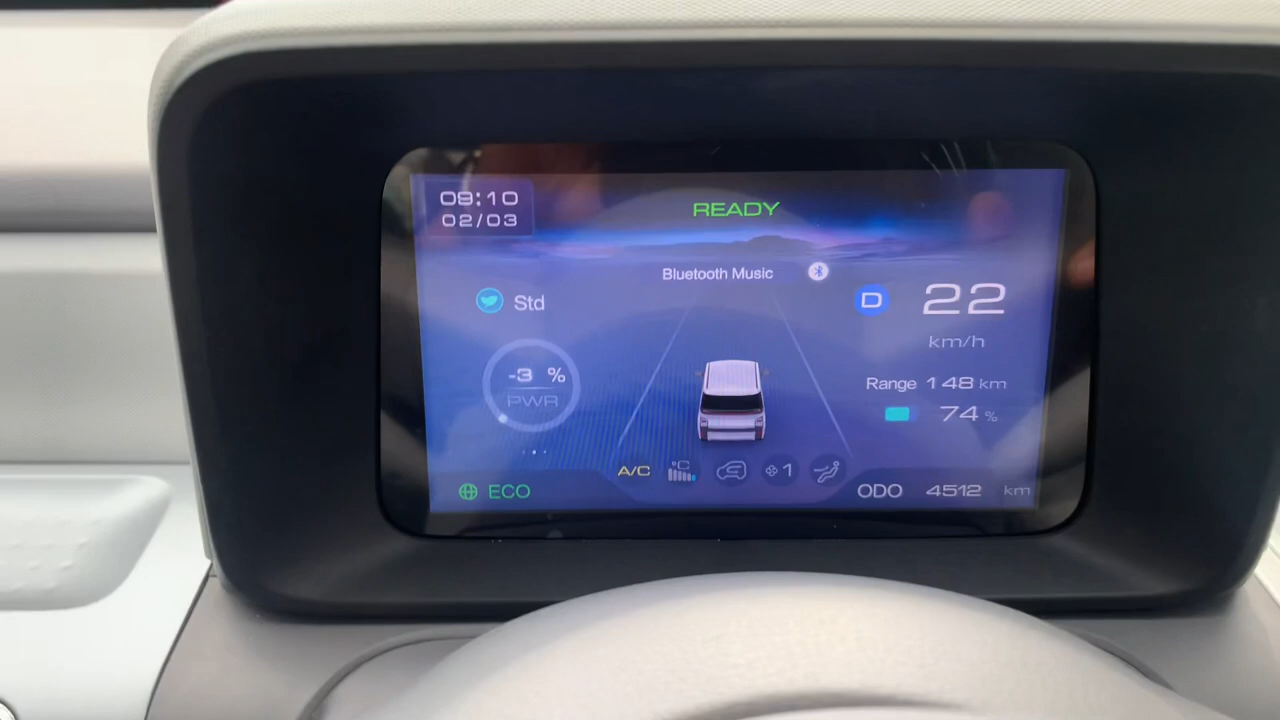 09:10
02/03
READY
Bluetooth Music
Std
D 22
km/h
-3 %
PWR
Range 148 km
74 %
A/C °C 1
ECO
ODO 4512 km